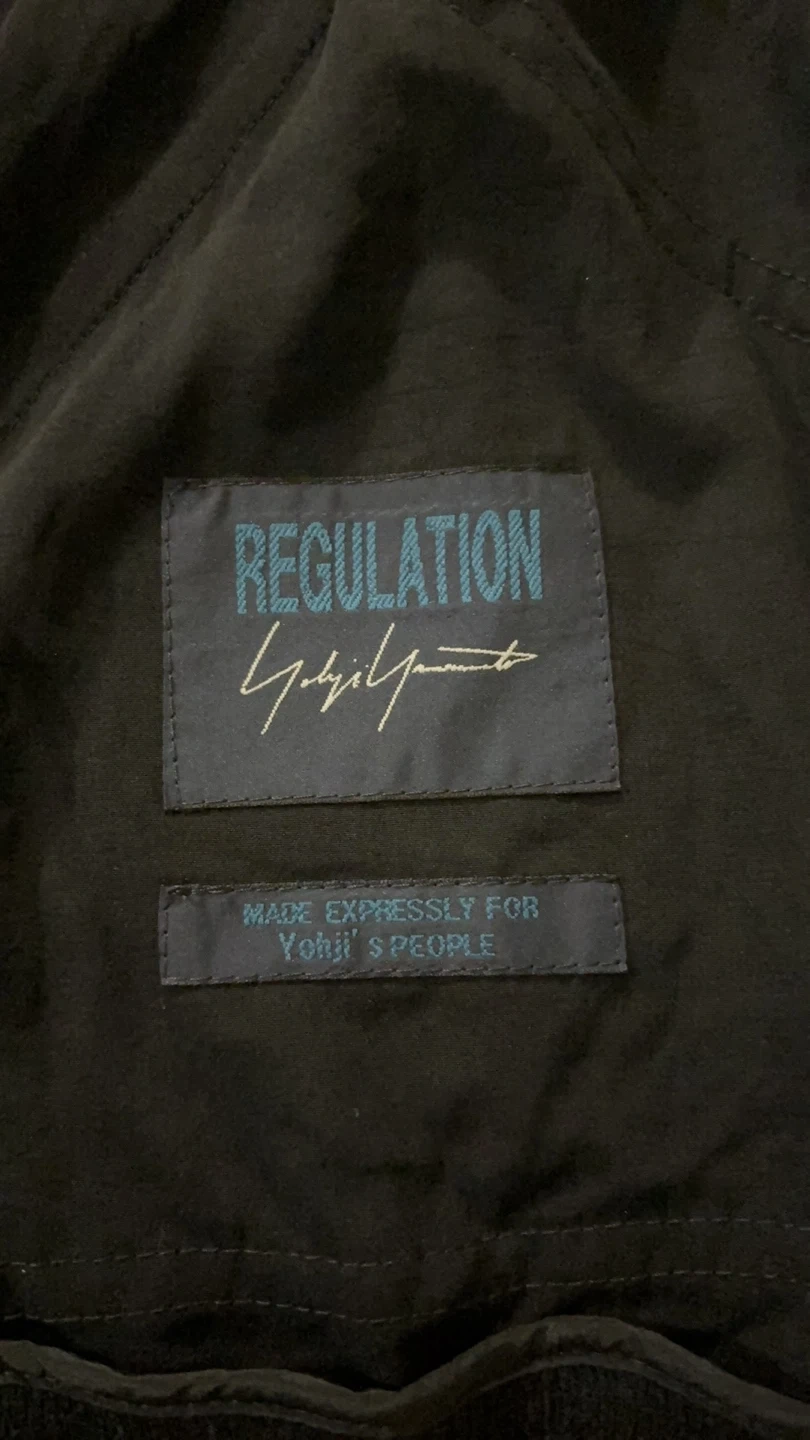 REGULATION
Yohji Yamamoto
MADE EXPRESSLY FOR
Yohji's PEOPLE